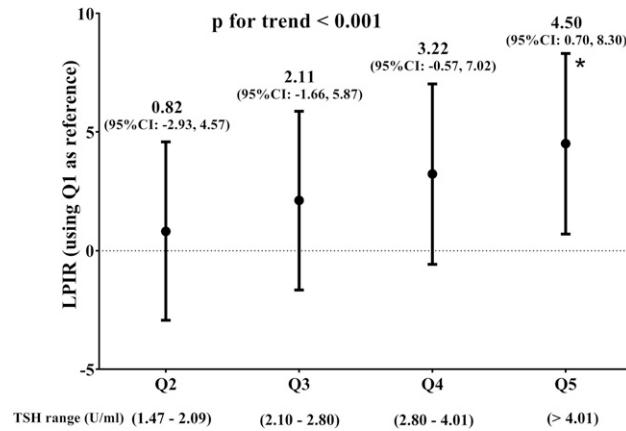 10
p for trend < 0.001
4.50
(95%CI: 0.70, 8.30)
*
3.22
(95%CI: -0.57, 7.02)
2.11
(95%CI: -1.66, 5.87)
0.82
(95%CI: -2.93, 4.57)
5
0
-5
LPIR (using Q1 as reference)
Q2 Q3 Q4 Q5
TSH range (U/ml) (1.47 - 2.09) (2.10 - 2.80) (2.80 - 4.01) (> 4.01)